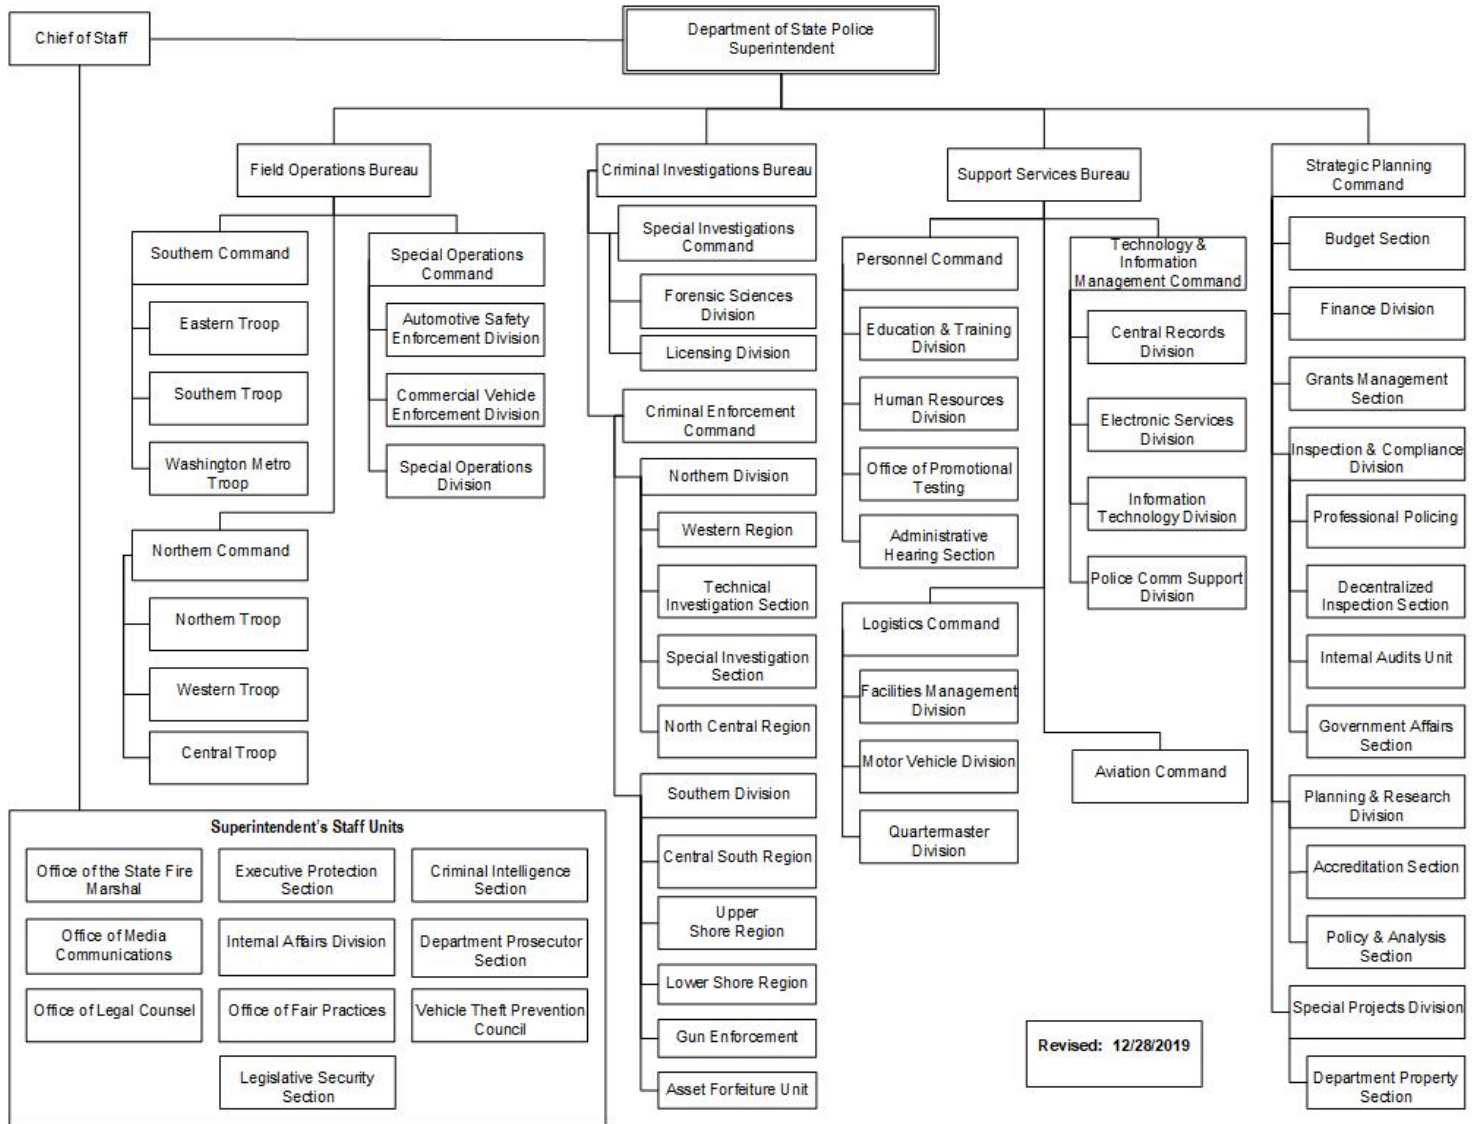 Chief of Staff
Department of State Police
Superintendent
Field Operations Bureau
Southern Command
Eastern Troop
Southern Troop
Washington Metro
Troop
Northern Command
Northern Troop
Western Troop
Central Troop
Special Operations
Command
Automotive Safety
Enforcement Division
Commercial Vehicle
Enforcement Division
Special Operations
Division
Criminal Investigations Bureau
Special Investigations
Command
Forensic Sciences
Division
Licensing Division
Criminal Enforcement
Command
Northern Division
Western Region
Technical
Investigation Section
Special Investigation
Section
North Central Region
Southern Division
Central South Region
Upper
Shore Region
Lower Shore Region
Gun Enforcement
Asset Forfeiture Unit
Support Services Bureau
Personnel Command
Education & Training
Division
Human Resources
Division
Office of Promotional
Testing
Administrative
Hearing Section
Logistics Command
Facilities Management
Division
Motor Vehicle Division
Quartermaster
Division
Technology &
Information
Management Command
Central Records
Division
Electronic Services
Division
Information
Technology Division
Police Comm Support
Division
Aviation Command
Strategic Planning
Command
Budget Section
Finance Division
Grants Management
Section
Inspection & Compliance
Division
Professional Policing
Decentralized
Inspection Section
Internal Audits Unit
Government Affairs
Section
Planning & Research
Division
Accreditation Section
Policy & Analysis
Section
Special Projects Division
Department Property
Section
Superintendent's Staff Units
Office of the State Fire
Marshal
Executive Protection
Section
Criminal Intelligence
Section
Office of Media
Communications
Internal Affairs Division
Department Prosecutor
Section
Office of Legal Counsel
Office of Fair Practices
Vehicle Theft Prevention
Council
Legislative Security
Section
Revised: 12/28/2019